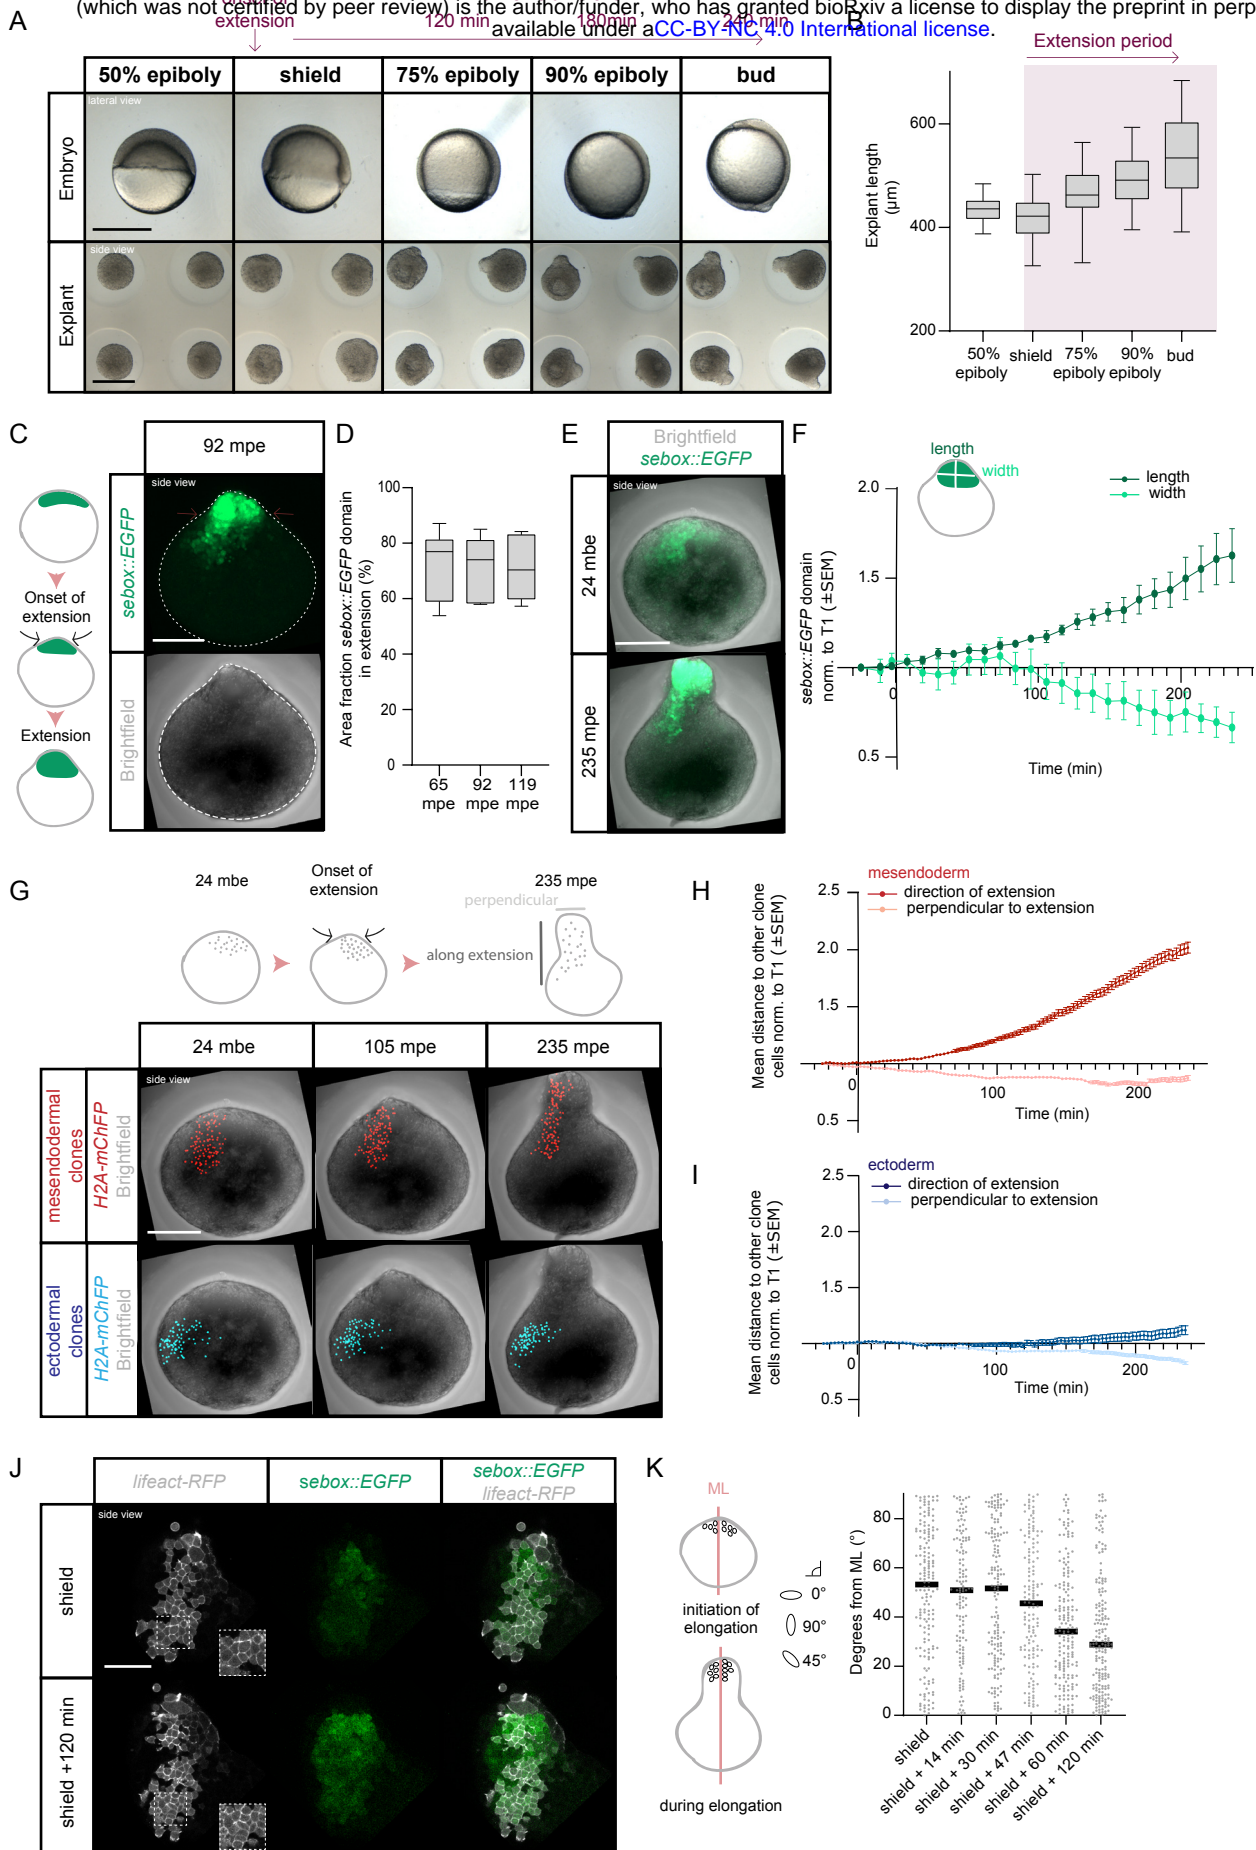 (which was not certified by peer review) is the author/funder, who has granted bioRxiv a license to display the preprint in perp
available under aCC-BY-NC 4.0 International license.
A
extension
120 min
180min
240 min
50% epiboly
shield
75% epiboly
90% epiboly
bud
Embryo
lateral view
Explant
side view
B
Extension period
Explant length
(µm)
600
400
200
50%
epiboly
shield
75%
epiboly
90%
epiboly
bud
C
92 mpe
side view
sebox::EGFP
Brightfield
Onset of
extension
Extension
D
Area fraction sebox::EGFP domain
in extension (%)
100
80
60
40
20
0
65
mpe
92
mpe
119
mpe
E
Brightfield
sebox::EGFP
side view
24 mbe
235 mpe
F
length
width
length
width
sebox::EGFP domain
norm. to T1 (±SEM)
2.0
1.5
0.5
0
100
200
Time (min)
G
24 mbe
Onset of
extension
235 mpe
perpendicular
along extension
24 mbe
105 mpe
235 mpe
side view
mesendodermal
clones
H2A-mChFP
Brightfield
ectodermal
clones
H2A-mChFP
Brightfield
H
mesendoderm
direction of extension
perpendicular to extension
Mean distance to other clone
cells norm. to T1 (±SEM)
2.5
2.0
1.5
0.5
0
100
200
Time (min)
I
ectoderm
direction of extension
perpendicular to extension
Mean distance to other clone
cells norm. to T1 (±SEM)
2.5
2.0
1.5
0.5
0
100
200
Time (min)
J
lifeact-RFP
sebox::EGFP
sebox::EGFP
lifeact-RFP
side view
shield
shield +120 min
K
ML
initiation of
elongation
0°
90°
45°
during elongation
Degrees from ML (°)
80
60
40
20
0
shield
shield + 14 min
shield + 30 min
shield + 47 min
shield + 60 min
shield + 120 min